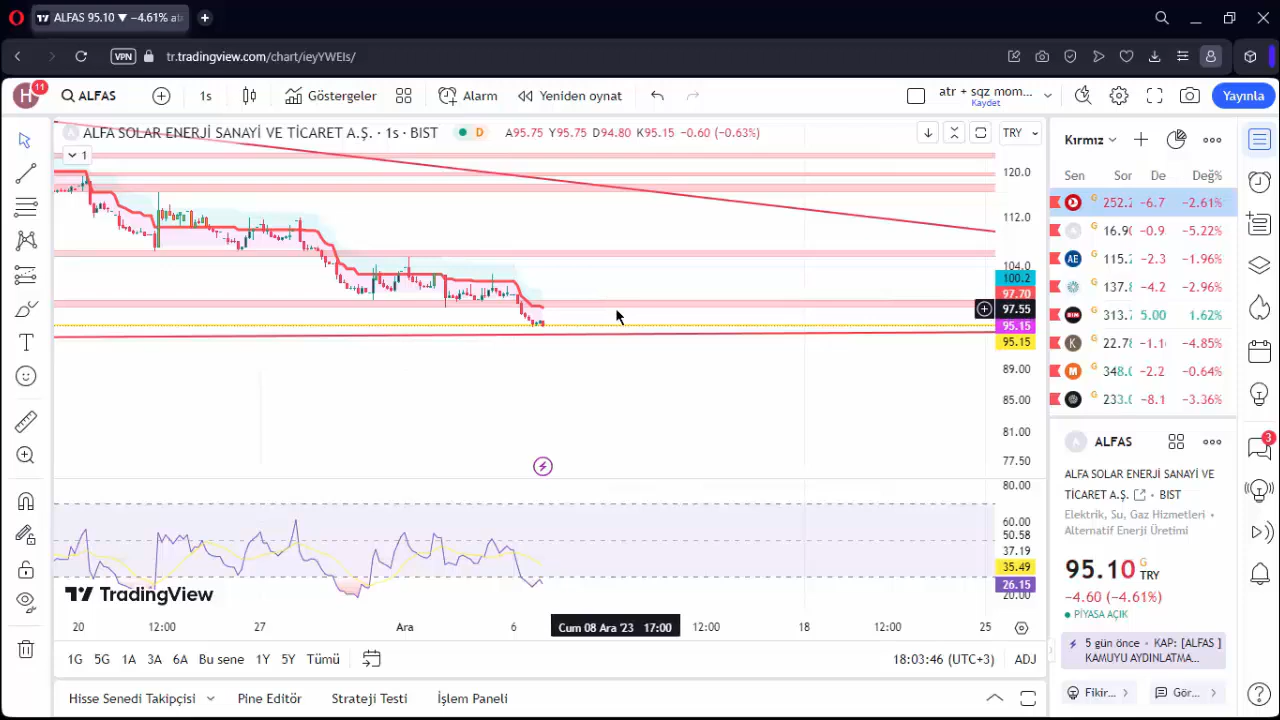 ALFAS 95.10 ▼ −4.61% al
VPN
tr.tradingview.com/chart/ieyYWEIs/
H
11
ALFAS
1s
Göstergeler
Alarm
Yeniden oynat
atr + sqz mom...
Kaydet
Yayınla
ALFA SOLAR ENERJİ SANAYİ VE TİCARET A.Ş. · 1s · BIST
D
A95.75 Y95.75 D94.80 K95.15 −0.60 (−0.63%)
TRY
1
120.0
112.0
104.0
100.2
97.70
97.55
95.15
95.15
89.00
85.00
81.00
77.50
80.00
60.00
50.58
37.19
35.49
26.15
20.00
TradingView
20
12:00
27
Ara
6
Cum 08 Ara '23 17:00
12:00
18
12:00
25
1G 5G 1A 3A 6A Bu sene 1Y 5Y Tümü
18:03:46 (UTC+3)
ADJ
Hisse Senedi Takipçisi
Pine Editör
Strateji Testi
İşlem Paneli
Kırmız
Sen Son De Değ%
G 252.2 −6.7 −2.61%
A G 16.90 −0.9 −5.22%
AE 115.2 −2.3 −1.96%
G 137.8 −4.2 −2.96%
BIM 313.7 5.00 1.62%
K G 22.78 −1.1 −4.85%
M G 348.0 −2.2 −0.64%
G 233.0 −8.1 −3.36%
A ALFAS
ALFA SOLAR ENERJİ SANAYİ VE
TİCARET A.Ş. · BIST
Elektrik, Su, Gaz Hizmetleri •
Alternatif Enerji Üretimi
95.10 G TRY
−4.60 (−4.61%)
PİYASA AÇIK
5 gün önce • KAP: [ALFAS ]
KAMUYU AYDINLATMA...
Fikir...
Gör...
3